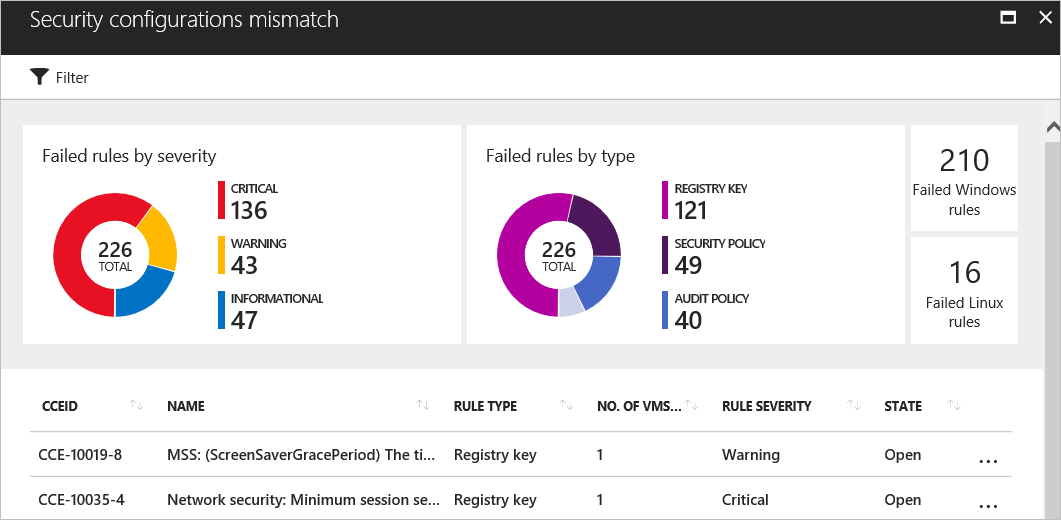 Security configurations mismatch
Filter
Failed rules by severity
226
TOTAL
CRITICAL
136
WARNING
43
INFORMATIONAL
47
Failed rules by type
226
TOTAL
REGISTRY KEY
121
SECURITY POLICY
49
AUDIT POLICY
40
210
Failed Windows
rules
16
Failed Linux
rules
CCEID NAME RULE TYPE NO. OF VMS... RULE SEVERITY STATE
CCE-10019-8 MSS: (ScreenSaverGracePeriod) The ti... Registry key 1 Warning Open ...
CCE-10035-4 Network security: Minimum session se... Registry key 1 Critical Open ...